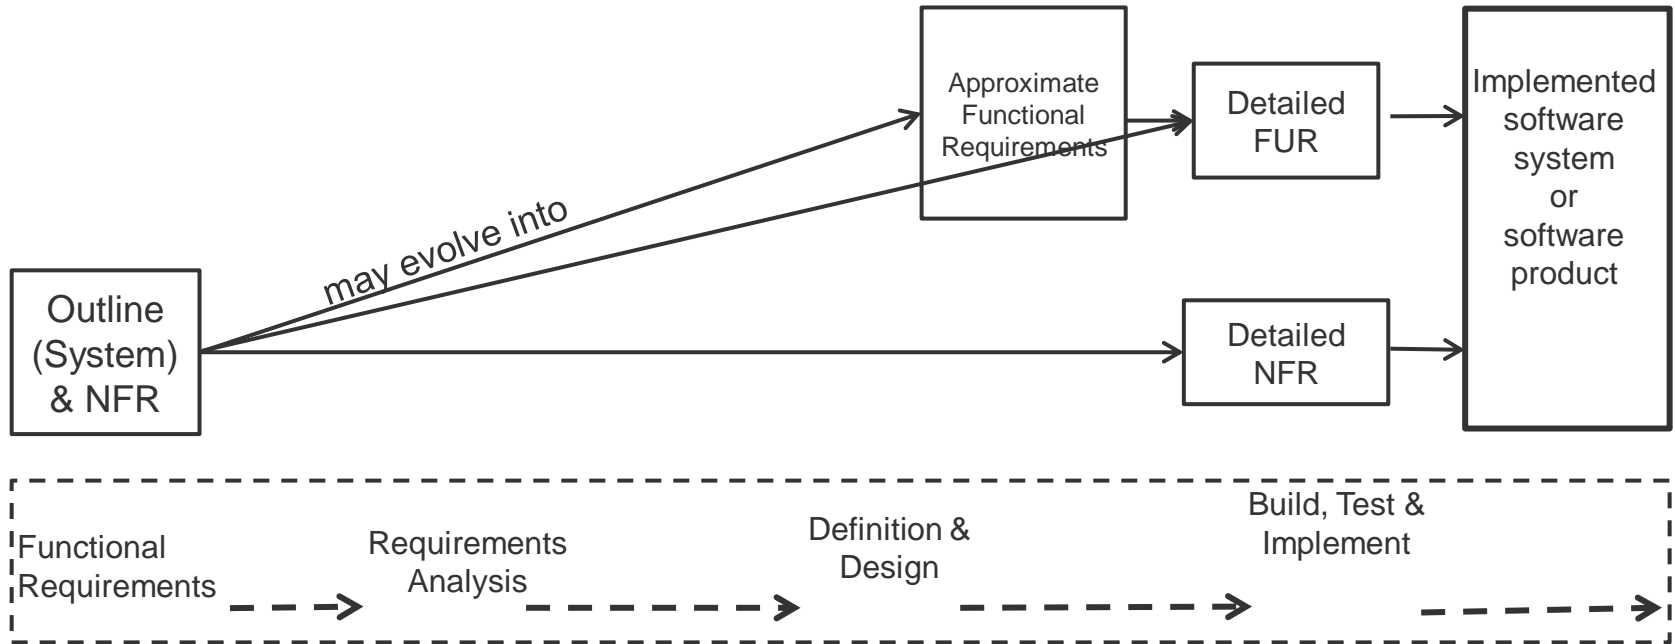 Approximate
Functional
Requirements
Detailed
FUR
Implemented
software
system
or
software
product
may evolve into
Outline
(System)
& NFR
Detailed
NFR
Functional
Requirements
Requirements
Analysis
Definition &
Design
Build, Test &
Implement